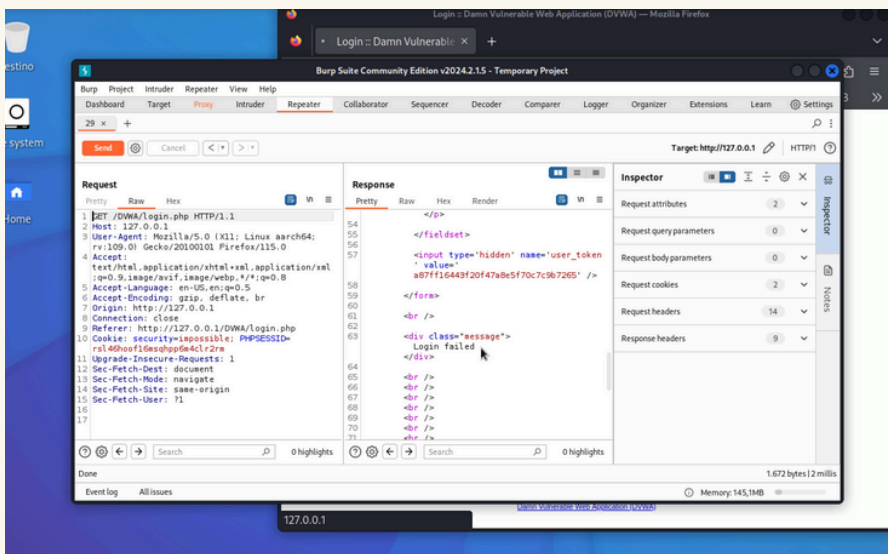 Login :: Damn Vulnerable Web Application (DVWA) — Mozilla Firefox
Login :: Damn Vulnerable × +
estino
system
Home
Burp Suite Community Edition v2024.2.1.5 - Temporary Project
Burp Project Intruder Repeater View Help
Dashboard Target Proxy Intruder Repeater Collaborator Sequencer Decoder Comparer Logger Organizer Extensions Learn Settings
29 × +
Send Cancel Target: http://127.0.0.1 HTTP/1
Request
Pretty Raw Hex
1 GET /DVWA/login.php HTTP/1.1
2 Host: 127.0.0.1
3 User-Agent: Mozilla/5.0 (X11; Linux aarch64;
rv:109.0) Gecko/20100101 Firefox/115.0
4 Accept:
text/html,application/xhtml+xml,application/xml
;q=0.9,image/avif,image/webp,*/*;q=0.8
5 Accept-Language: en-US,en;q=0.5
6 Accept-Encoding: gzip, deflate, br
7 Origin: http://127.0.0.1
8 Connection: close
9 Referer: http://127.0.0.1/DVWA/login.php
10 Cookie: security=impossible; PHPSESSID=
rsl46hoof16msqhpp6m4clr2rm
11 Upgrade-Insecure-Requests: 1
12 Sec-Fetch-Dest: document
13 Sec-Fetch-Mode: navigate
14 Sec-Fetch-Site: same-origin
15 Sec-Fetch-User: ?1
16
17
Search 0 highlights
Response
Pretty Raw Hex Render
</p>
54
55 </fieldset>
56
57 <input type='hidden' name='user_token
' value='
a87ff16443f20f47a8e5f70c7c9b7265' />
58
59 </form>
60
61 <br />
62
63 <div class="message">
Login failed
</div>
64
65 <br />
66 <br />
67 <br />
68 <br />
69 <br />
70 <br />
71 <br />
Search 0 highlights
Inspector
Request attributes 2
Request query parameters 0
Request body parameters 0
Request cookies 2
Request headers 14
Response headers 9
Inspector
Notes
Done 1.672 bytes | 2 millis
Event log All issues Memory: 145,1MB
Damn Vulnerable Web Application (DVWA)
127.0.0.1